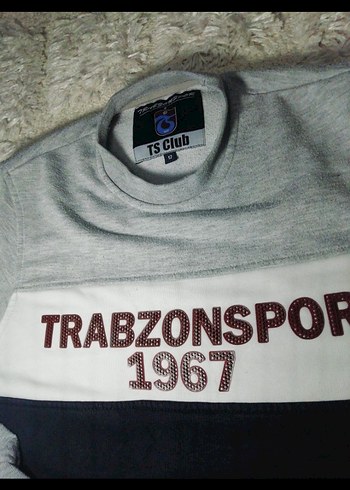 TS Club
TRABZONSPOR
1967